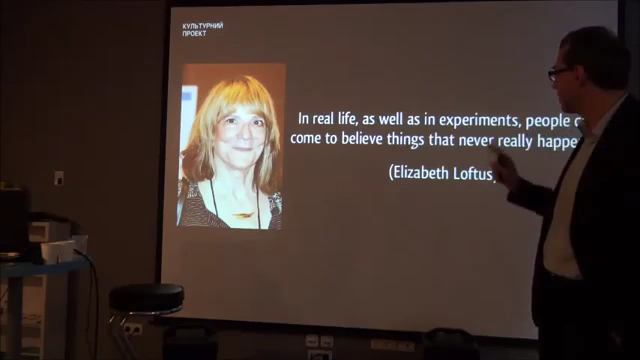 КУЛЬТУРНИЙ
ПРОЕКТ
In real life, as well as in experiments, people
come to believe things that never really
(Elizabeth Loftus,